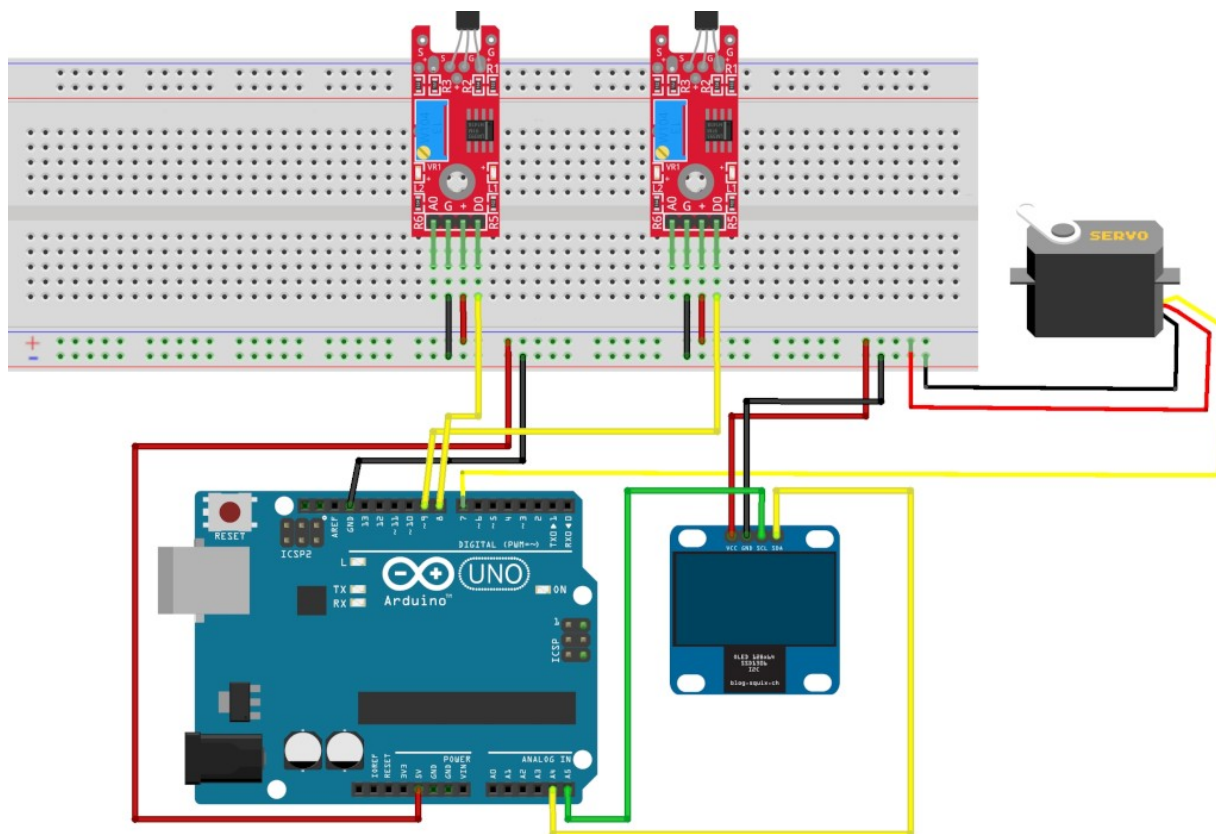 S G S G
S G R1 S G R1
R3 + R2 R3 + R2
VR1 + VR1 +
L2 + L1 L2 + L1
A0 G + D0 A0 G + D0
R6 R5 R6 R5
SERVO
+
-
RESET
ICSP2
AREF
GND
13
12
~11
~10
~9
8
7
~6
~5
4
~3
2
TX0▶1
RX0◀0
DIGITAL (PWM=~)
L
TX
RX
UNO
Arduino™
ON
1
ICSP
IOREF
RESET
3V3
5V
GND
GND
VIN
POWER
ANALOG IN
A0
A1
A2
A3
A4
A5
VCC GND SCL SDA
OLED 128x64
SSD1306
I2C
blog.squix.ch